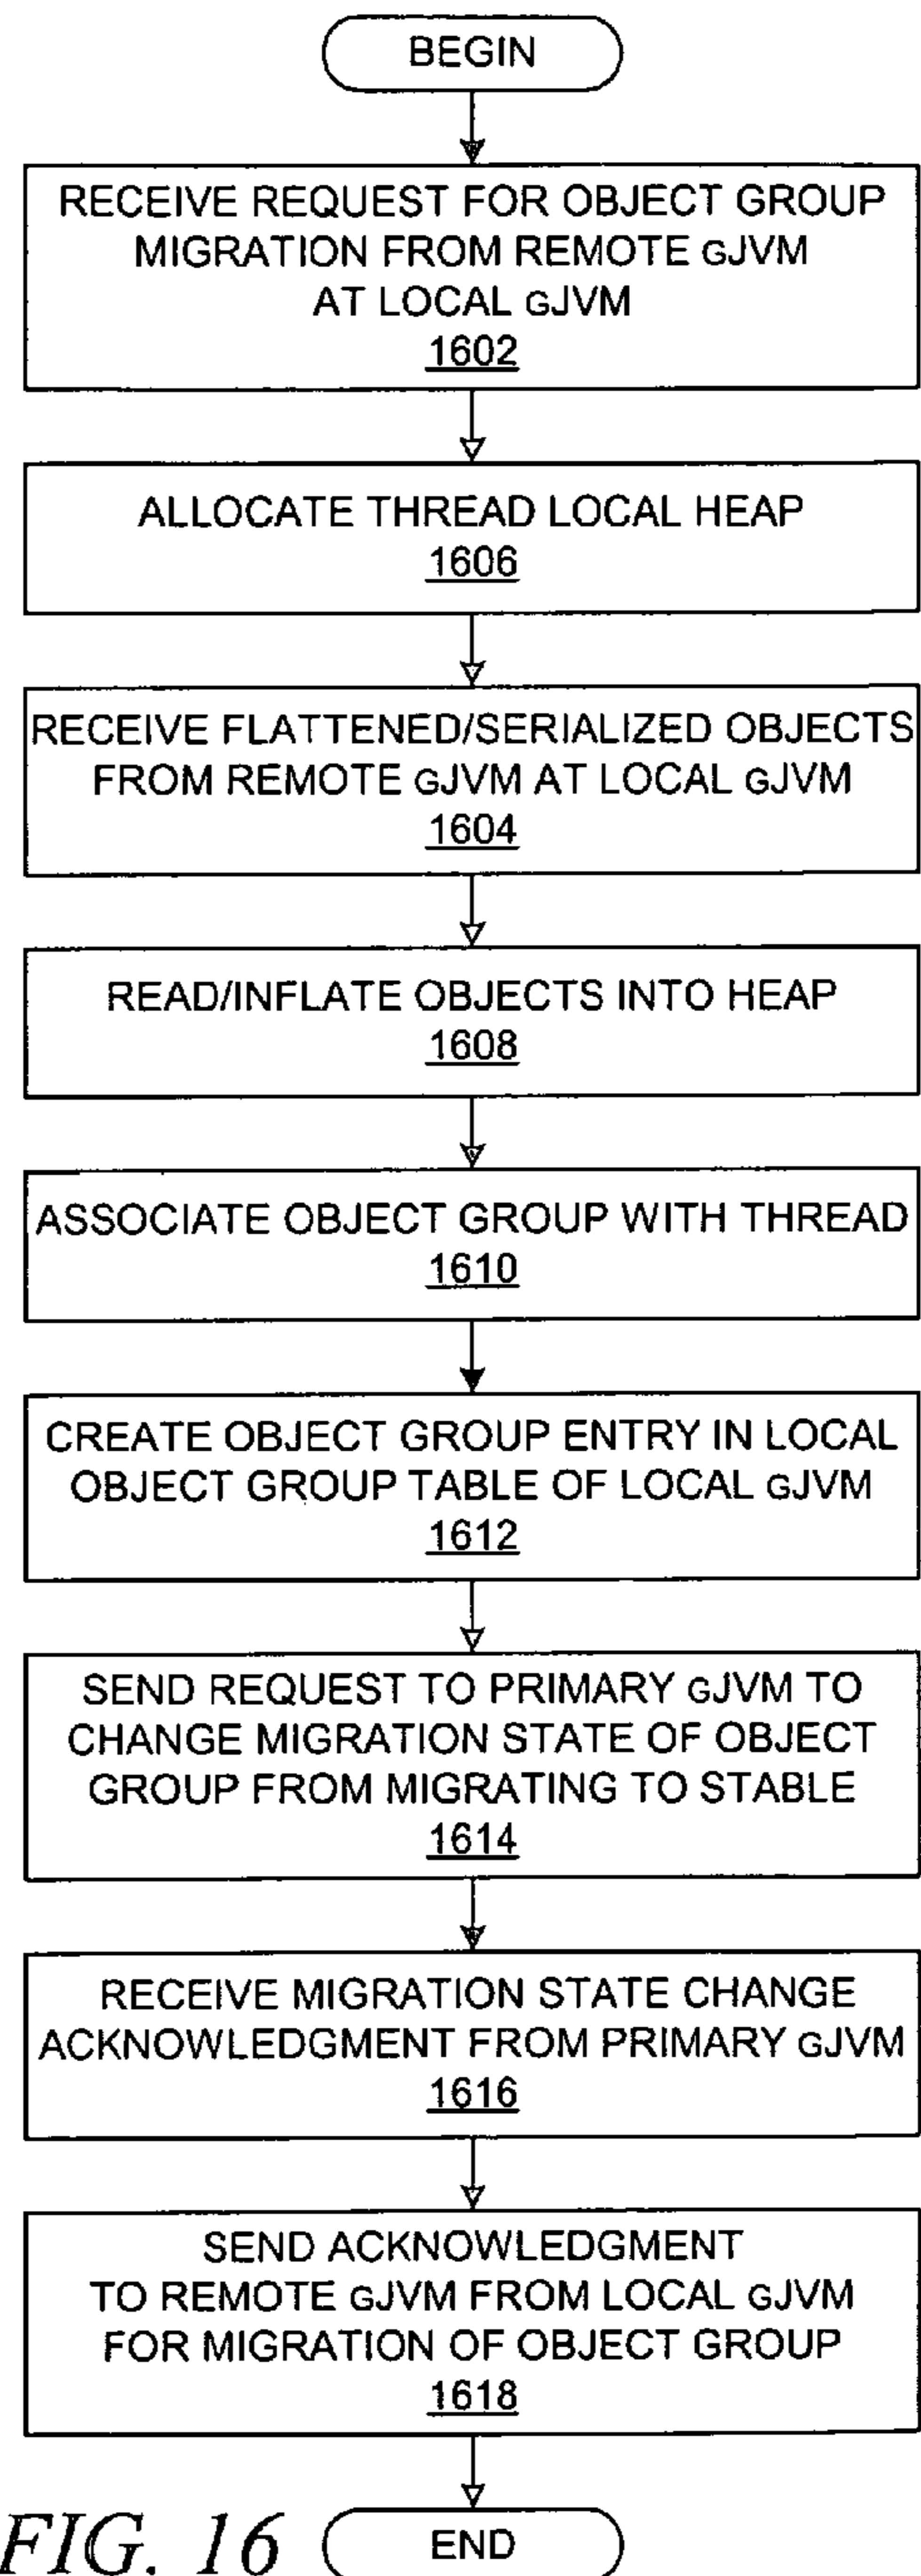 BEGIN
RECEIVE REQUEST FOR OBJECT GROUP
MIGRATION FROM REMOTE GJVM
AT LOCAL GJVM
1602
ALLOCATE THREAD LOCAL HEAP
1606
RECEIVE FLATTENED/SERIALIZED OBJECTS
FROM REMOTE GJVM AT LOCAL GJVM
1604
READ/INFLATE OBJECTS INTO HEAP
1608
ASSOCIATE OBJECT GROUP WITH THREAD
1610
CREATE OBJECT GROUP ENTRY IN LOCAL
OBJECT GROUP TABLE OF LOCAL GJVM
1612
SEND REQUEST TO PRIMARY GJVM TO
CHANGE MIGRATION STATE OF OBJECT
GROUP FROM MIGRATING TO STABLE
1614
RECEIVE MIGRATION STATE CHANGE
ACKNOWLEDGMENT FROM PRIMARY GJVM
1616
SEND ACKNOWLEDGMENT
TO REMOTE GJVM FROM LOCAL GJVM
FOR MIGRATION OF OBJECT GROUP
1618
END
FIG. 16